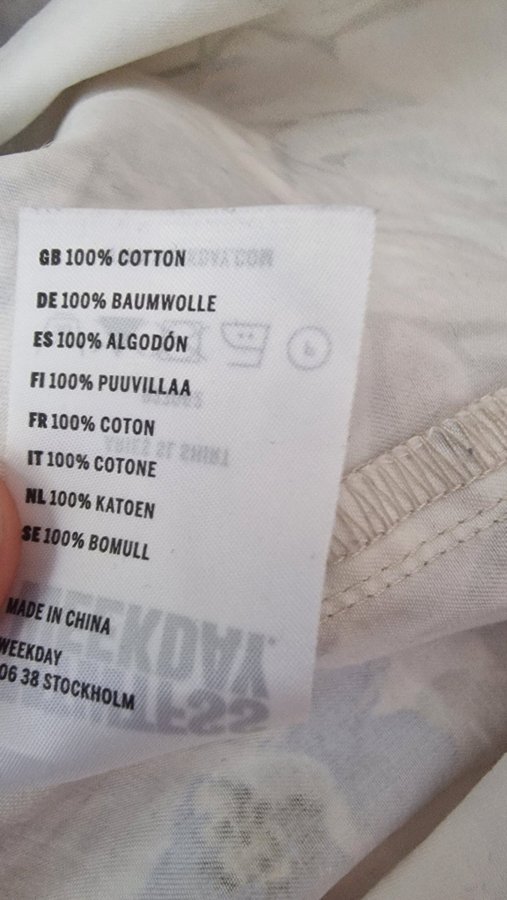 GB 100% COTTON
DE 100% BAUMWOLLE
ES 100% ALGODÓN
FI 100% PUUVILLAA
FR 100% COTON
IT 100% COTONE
NL 100% KATOEN
SE 100% BOMULL
MADE IN CHINA
WEEKDAY
06 38 STOCKHOLM